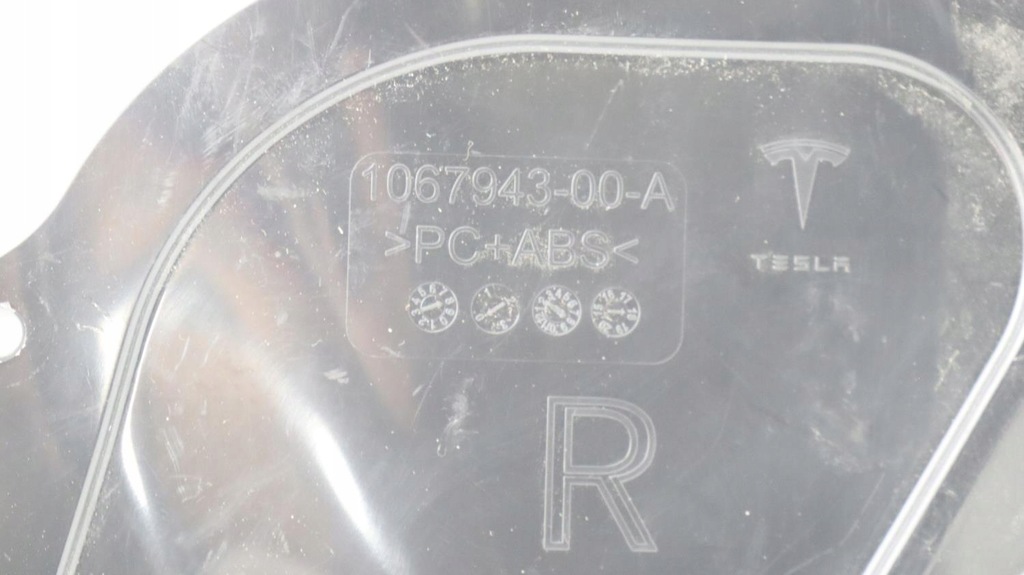 1067943-00-A
>PC+ABS<
TESLA
R